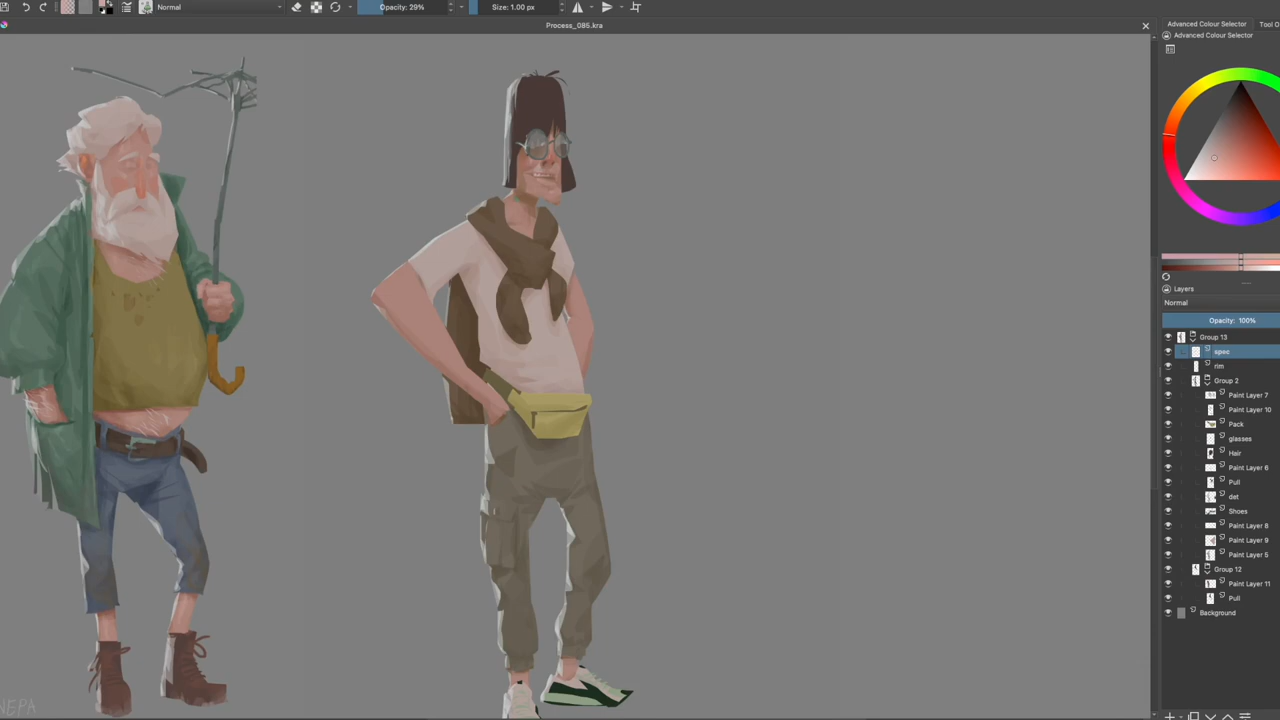 Normal
Opacity: 29%
Size: 1.00 px
Process_085.kra
Advanced Colour Selector
Tool O
Advanced Colour Selector
Layers
Normal
Opacity: 100%
Group 13
spec
rim
Group 2
Paint Layer 7
Paint Layer 10
Pack
glasses
Hair
Paint Layer 6
Pull
det
Shoes
Paint Layer 8
Paint Layer 9
Paint Layer 5
Group 12
Paint Layer 11
Pull
Background
NEPA